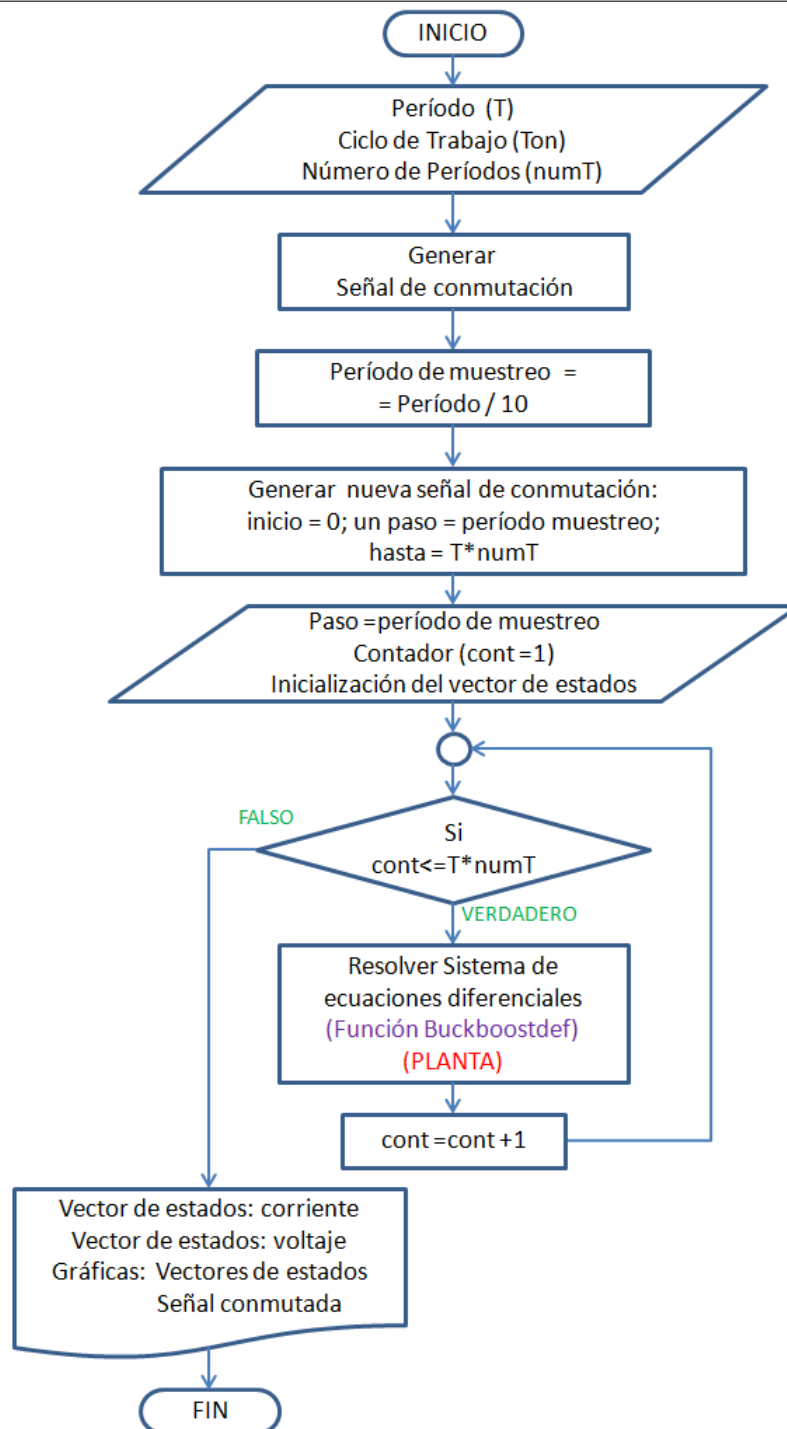 INICIO
Período (T)
Ciclo de Trabajo (Ton)
Número de Períodos (numT)
Generar
Señal de conmutación
Período de muestreo =
= Período / 10
Generar nueva señal de conmutación:
inicio = 0; un paso = período muestreo;
hasta = T*numT
Paso =período de muestreo
Contador (cont =1)
Inicialización del vector de estados
Si
cont<=T*numT
FALSO
VERDADERO
Resolver Sistema de
ecuaciones diferenciales
(Función Buckboostdef)
(PLANTA)
cont =cont +1
Vector de estados: corriente
Vector de estados: voltaje
Gráficas: Vectores de estados
Señal conmutada
FIN